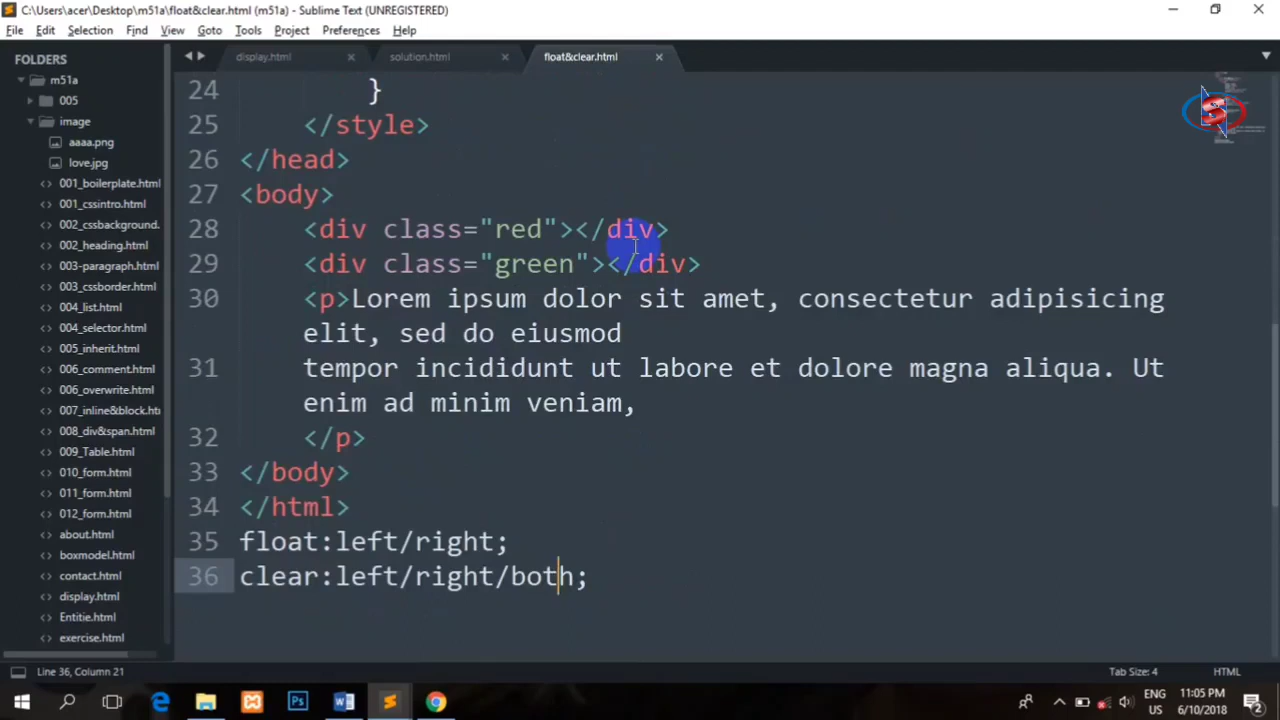 C:\Users\acer\Desktop\m51a\float&clear.html (m51a) - Sublime Text (UNREGISTERED)
File Edit Selection Find View Goto Tools Project Preferences Help
FOLDERS
display.html solution.html float&clear.html
m51a
005
image
aaaa.png
love.jpg
001_boilerplate.html
001_cssintro.html
002_cssbackground.
002_heading.html
003-paragraph.html
003_cssborder.html
004_list.html
004_selector.html
005_inherit.html
006_comment.html
006_overwrite.html
007_inline&block.ht
008_div&span.html
009_Table.html
010_form.html
011_form.html
012_form.html
about.html
boxmodel.html
contact.html
display.html
Entitie.html
exercise.html
24 }
25 </style>
26 </head>
27 <body>
28 <div class="red"></div>
29 <div class="green"></div>
30 <p>Lorem ipsum dolor sit amet, consectetur adipisicing
elit, sed do eiusmod
31 tempor incididunt ut labore et dolore magna aliqua. Ut
enim ad minim veniam,
32 </p>
33 </body>
34 </html>
35 float:left/right;
36 clear:left/right/both;
S
Line 36, Column 21 Tab Size: 4 HTML
ENG 11:05 PM
US 6/10/2018
2